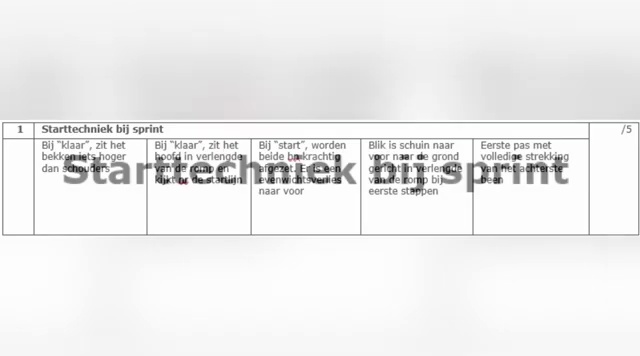 1 Starttechniek bij sprint /5
Bij “klaar”, zit het
bekken iets hoger
dan schouders
Bij “klaar”, zit het
hoofd in verlengde
van de romp en
kijkt op de startlijn
Bij “start”, worden
beide benen krachtig
afgezet. Er is een
evenwichtsverlies
naar voor
Blik is schuin naar
voor naar de grond
gericht in verlengde
van de romp bij
eerste stappen
Eerste pas met
volledige strekking
van het achterste
been
Starttechniek bij sprint